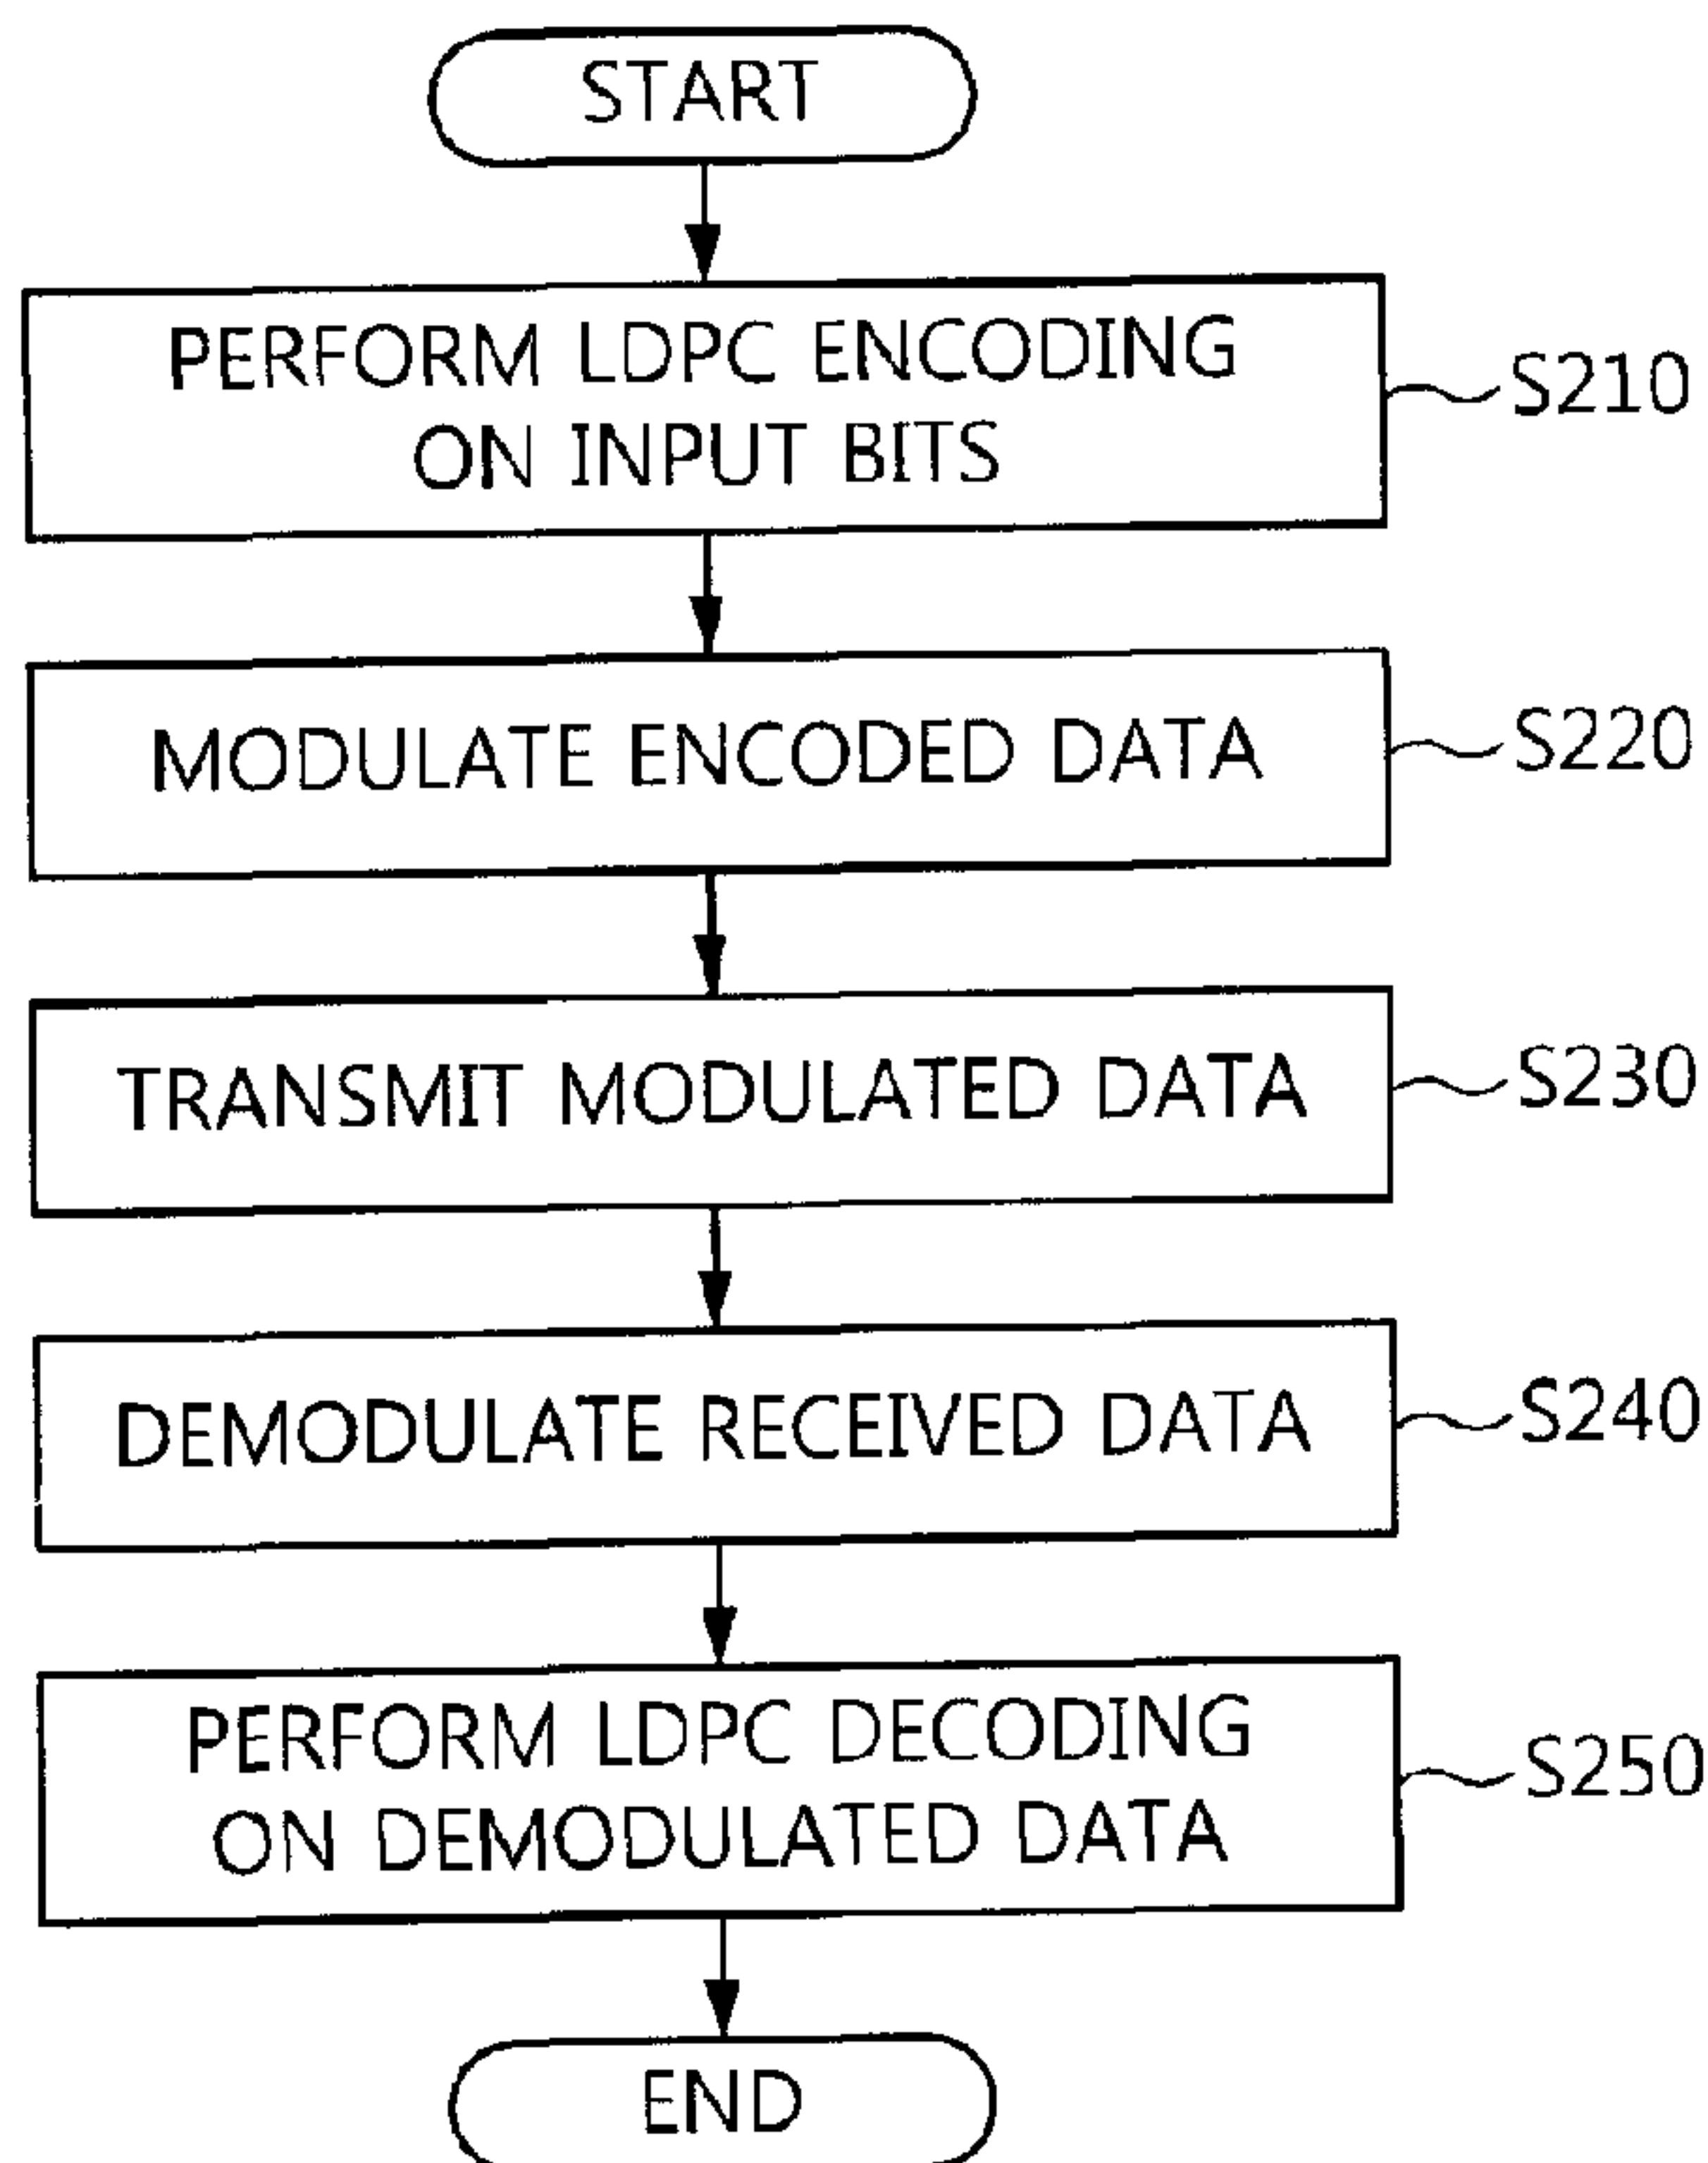 START
PERFORM LDPC ENCODING
ON INPUT BITS
S210
MODULATE ENCODED DATA
S220
TRANSMIT MODULATED DATA
S230
DEMODULATE RECEIVED DATA
S240
PERFORM LDPC DECODING
ON DEMODULATED DATA
S250
END